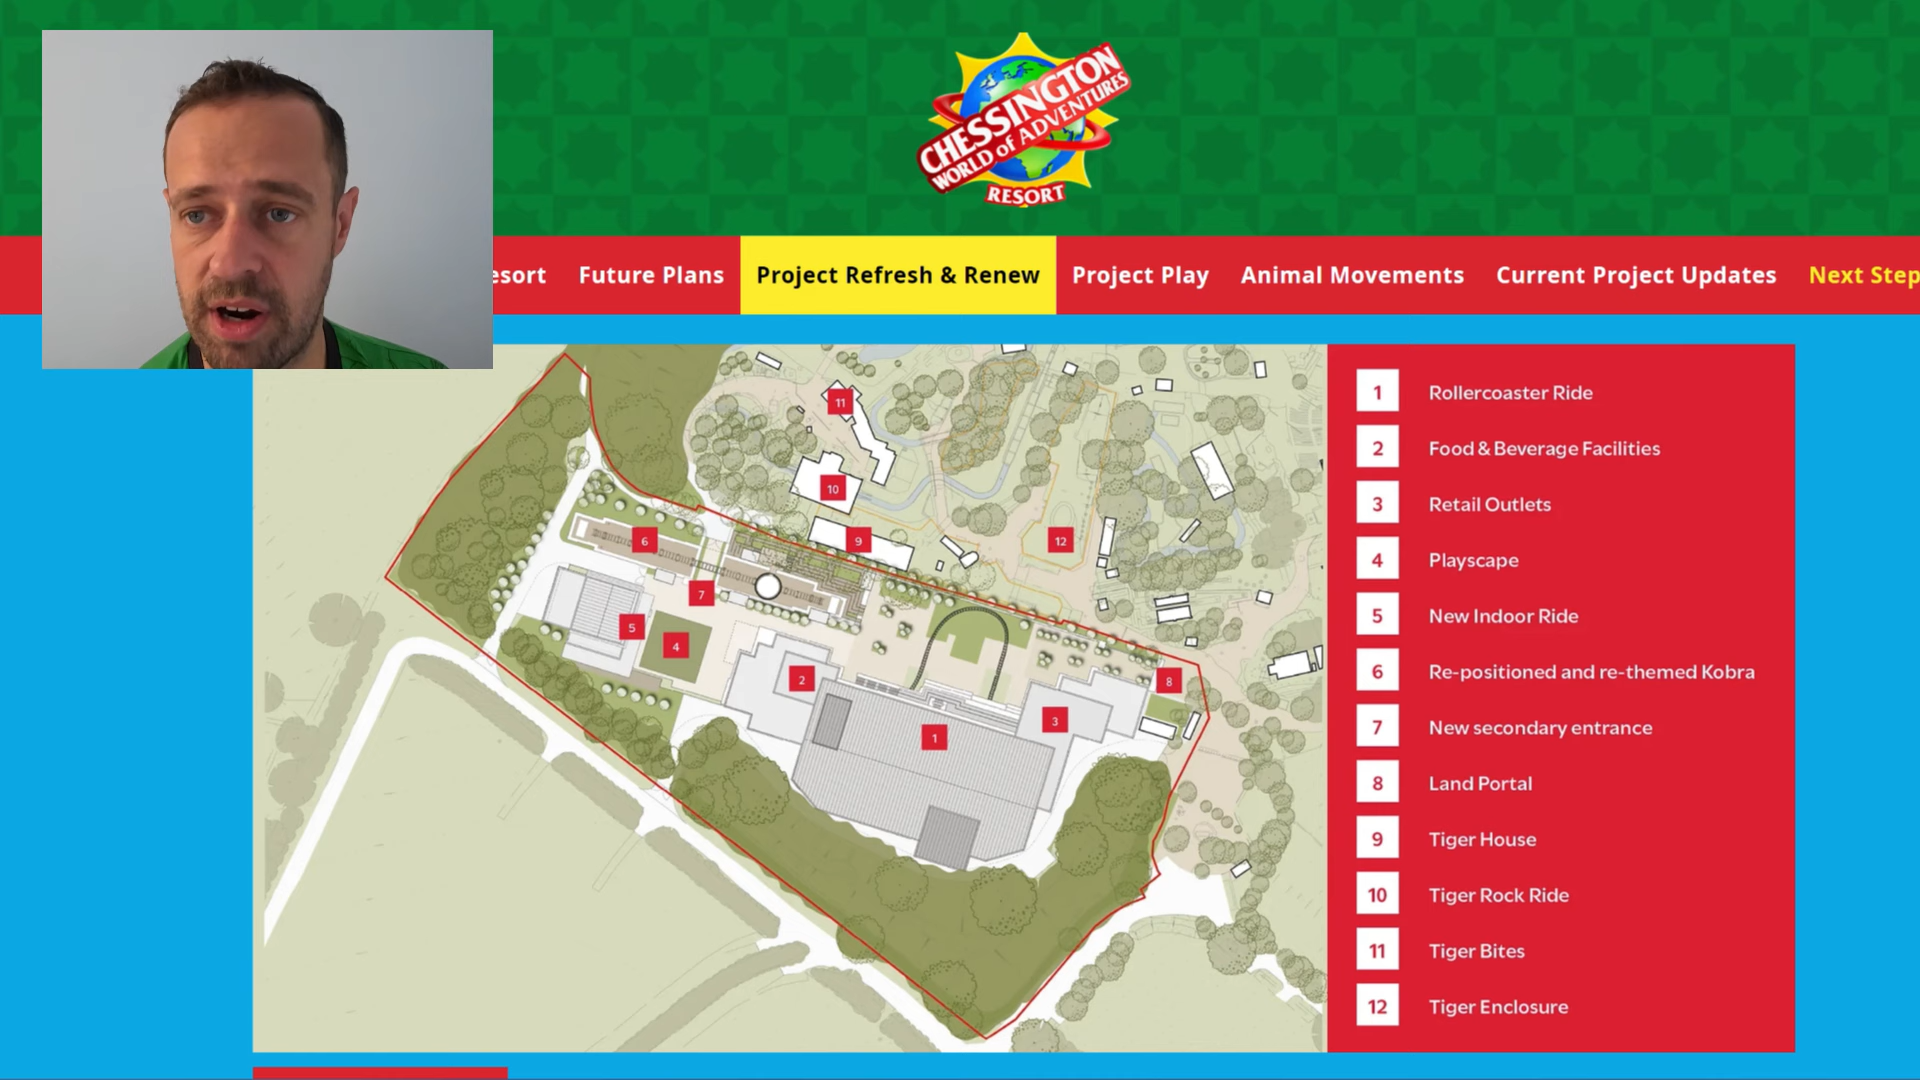 CHESSINGTON
WORLD of ADVENTURES
RESORT
esort
Future Plans
Project Refresh & Renew
Project Play
Animal Movements
Current Project Updates
Next Step
11
10
9
12
6
7
5
4
2
8
3
1
1 Rollercoaster Ride
2 Food & Beverage Facilities
3 Retail Outlets
4 Playscape
5 New Indoor Ride
6 Re-positioned and re-themed Kobra
7 New secondary entrance
8 Land Portal
9 Tiger House
10 Tiger Rock Ride
11 Tiger Bites
12 Tiger Enclosure